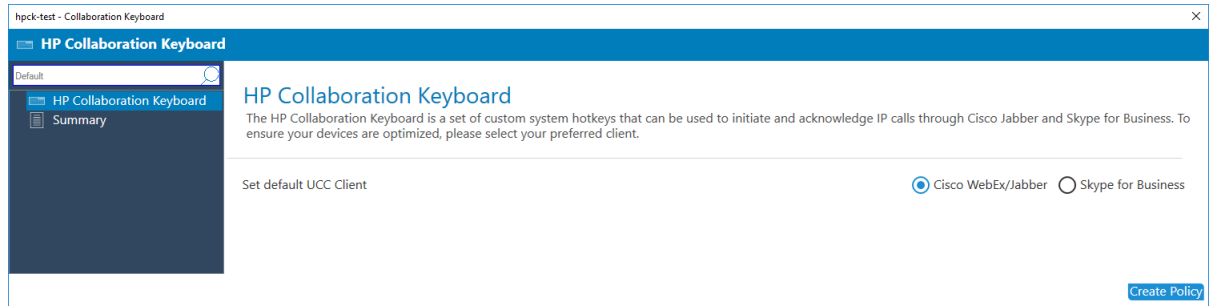 hpck-test - Collaboration Keyboard
HP Collaboration Keyboard
Default
HP Collaboration Keyboard
Summary
HP Collaboration Keyboard
The HP Collaboration Keyboard is a set of custom system hotkeys that can be used to initiate and acknowledge IP calls through Cisco Jabber and Skype for Business. To
ensure your devices are optimized, please select your preferred client.
Set default UCC Client
Cisco WebEx/Jabber Skype for Business
Create Policy